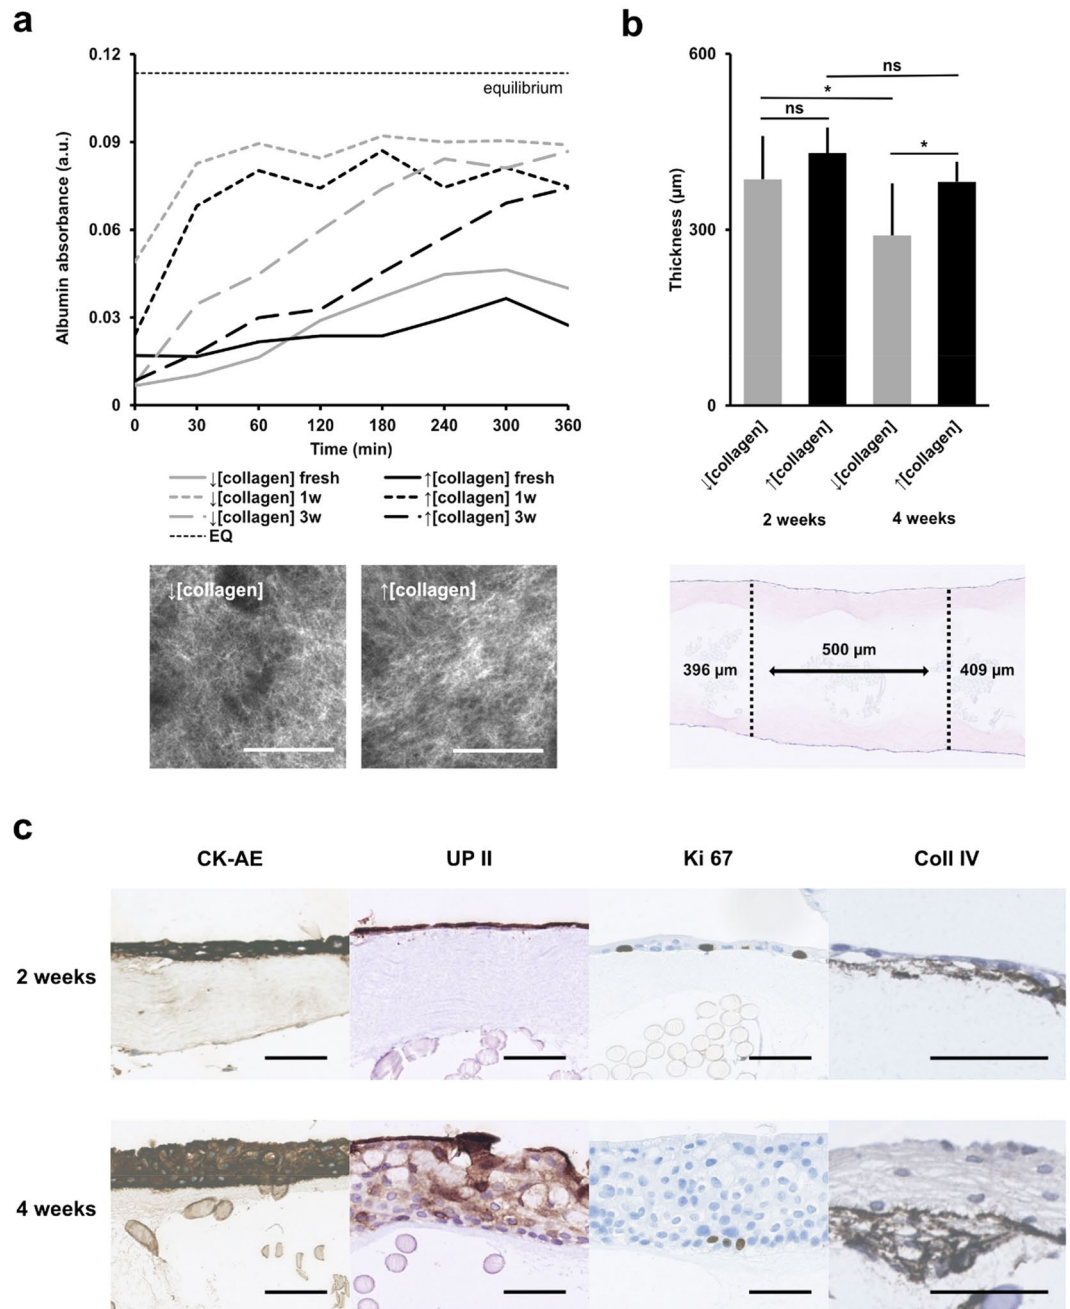 a
0.12
0.09
0.06
0.03
0
Albumin absorbance (a.u.)
equilibrium
0 30 60 120 180 240 300 360
Time (min)
↓[collagen] fresh ↑[collagen] fresh
↓[collagen] 1w ↑[collagen] 1w
↓[collagen] 3w ↑[collagen] 3w
EQ
↓[collagen] ↑[collagen]
b
600
300
0
Thickness (µm)
ns
*
ns
*
↓[collagen] ↑[collagen] ↓[collagen] ↑[collagen]
2 weeks 4 weeks
396 µm 500 µm 409 µm
c
CK-AE UP II Ki 67 Coll IV
2 weeks
4 weeks